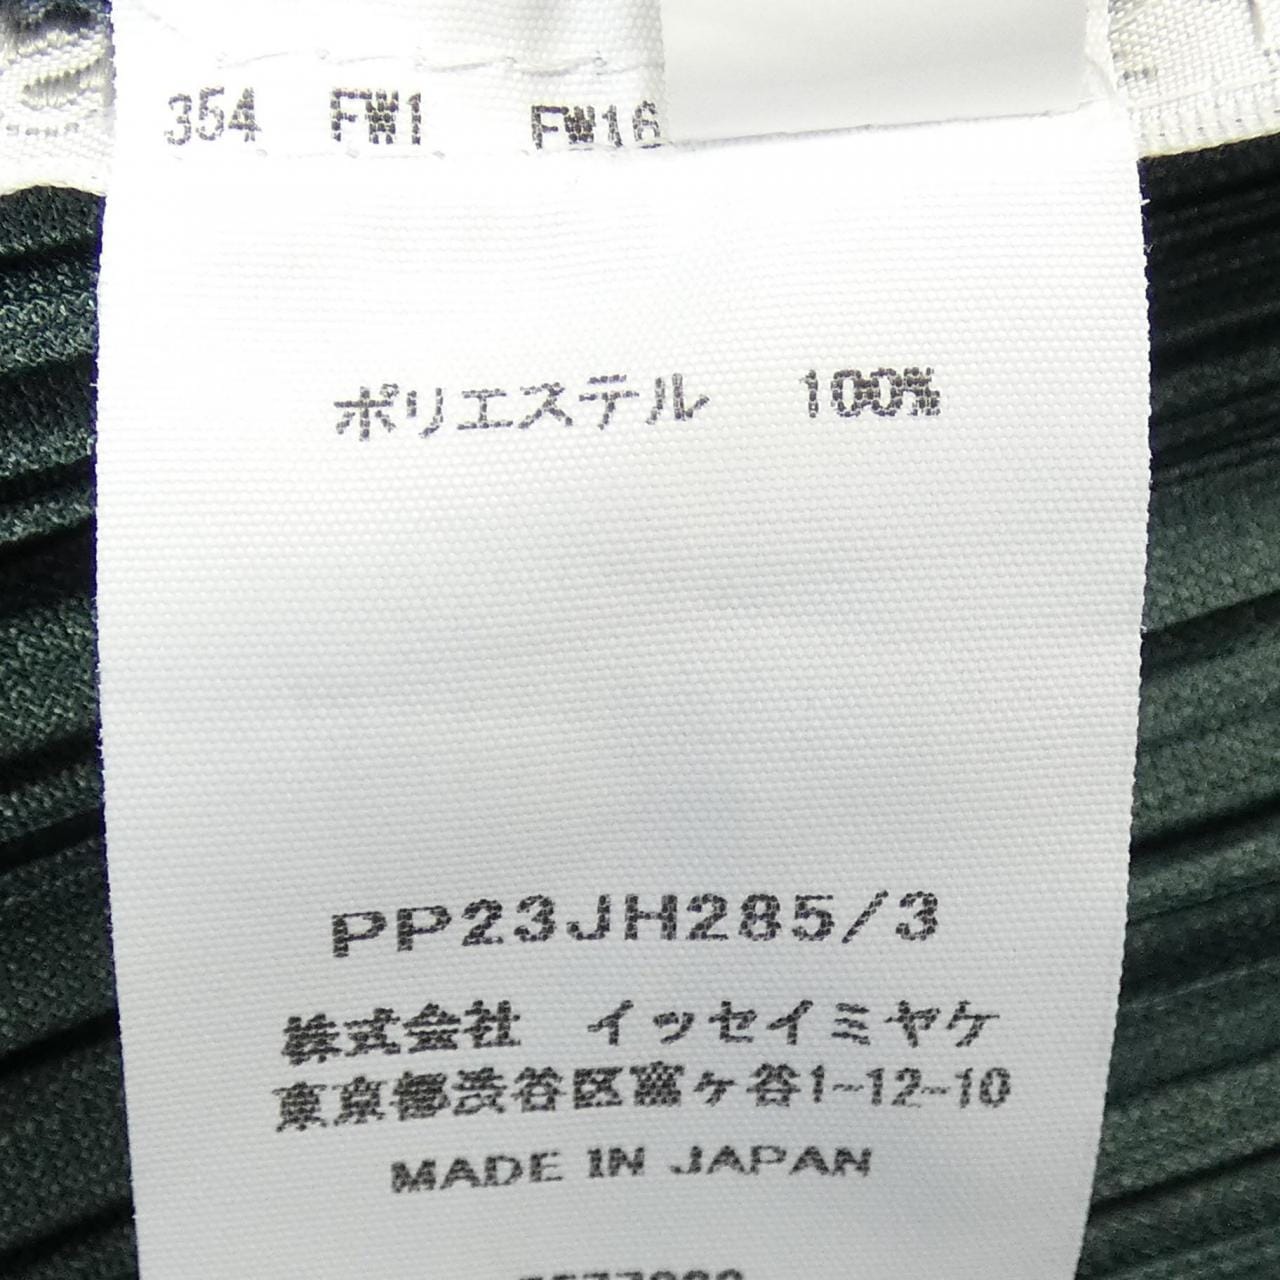 354 FW1 FW16
ポリエステル 100%
PP23JH285/3
株式会社 イッセイミヤケ
東京都渋谷区富ヶ谷1-12-10
MADE IN JAPAN